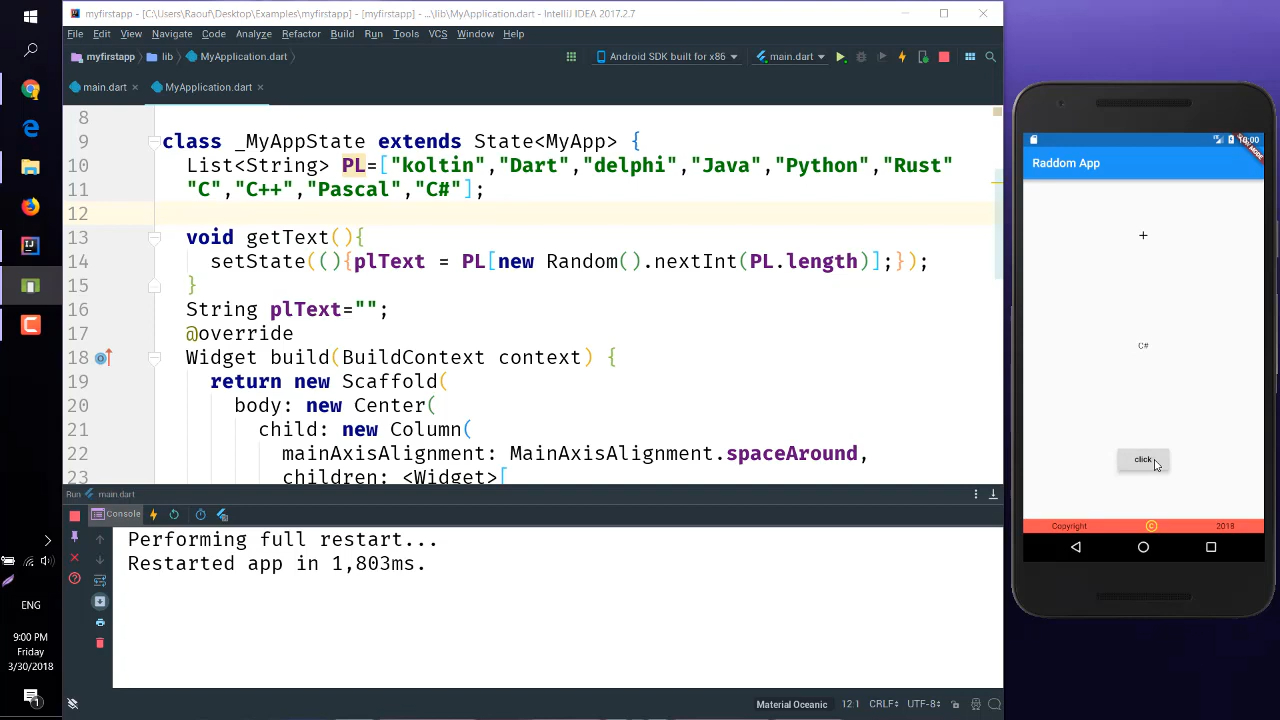 myfirstapp - [C:\Users\Raouf\Desktop\Examples\myfirstapp] - [myfirstapp] - ...\lib\MyApplication.dart - IntelliJ IDEA 2017.2.7
File Edit View Navigate Code Analyze Refactor Build Run Tools VCS Window Help
myfirstapp lib MyApplication.dart Android SDK built for x86 main.dart
main.dart MyApplication.dart
8
9 class _MyAppState extends State<MyApp> {
10 List<String> PL=["koltin","Dart","delphi","Java","Python","Rust"
11 "C","C++","Pascal","C#"];
12
13 void getText(){
14 setState((){plText = PL[new Random().nextInt(PL.length)];});
15 }
16 String plText="";
17 @override
18 Widget build(BuildContext context) {
19 return new Scaffold(
20 body: new Center(
21 child: new Column(
22 mainAxisAlignment: MainAxisAlignment.spaceAround,
23 children: <Widget>[
Run main.dart
Console
Performing full restart...
Restarted app in 1,803ms.
Material Oceanic 12:1 CRLF UTF-8
ENG
9:00 PM
Friday
3/30/2018
1
10:00
Raddom App
+
C#
click
Copyright © 2018